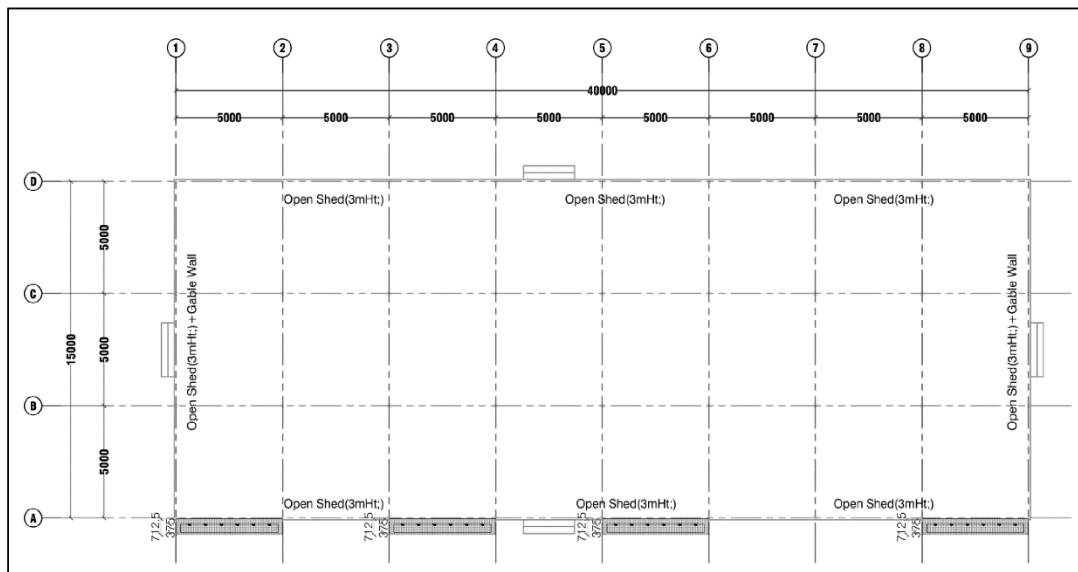 1 2 3 4 5 6 7 8 9
40000
5000 5000 5000 5000 5000 5000 5000 5000
D
Open Shed(3mHt;) Open Shed(3mHt;) Open Shed(3mHt;)
5000
C
Open Shed(3mHt;)+Gable Wall
Open Shed(3mHt;)+Gable Wall
15000
5000
B
5000
Open Shed(3mHt;) Open Shed(3mHt;) Open Shed(3mHt;)
A
712.5 712.5 712.5 712.5
375 375 375 375